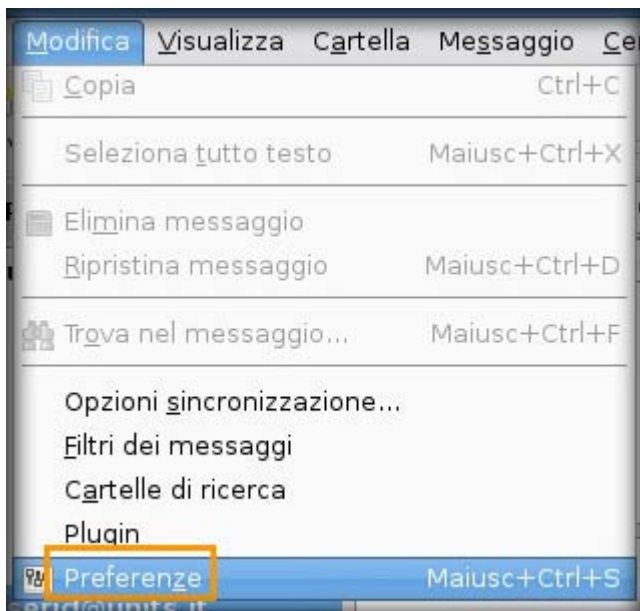 Modifica Visualizza Cartella Messaggio Ce
Copia Ctrl+C
Seleziona tutto testo Maiusc+Ctrl+X
Elimina messaggio
Ripristina messaggio Maiusc+Ctrl+D
Trova nel messaggio... Maiusc+Ctrl+F
Opzioni sincronizzazione...
Filtri dei messaggi
Cartelle di ricerca
Plugin
Preferenze Maiusc+Ctrl+S